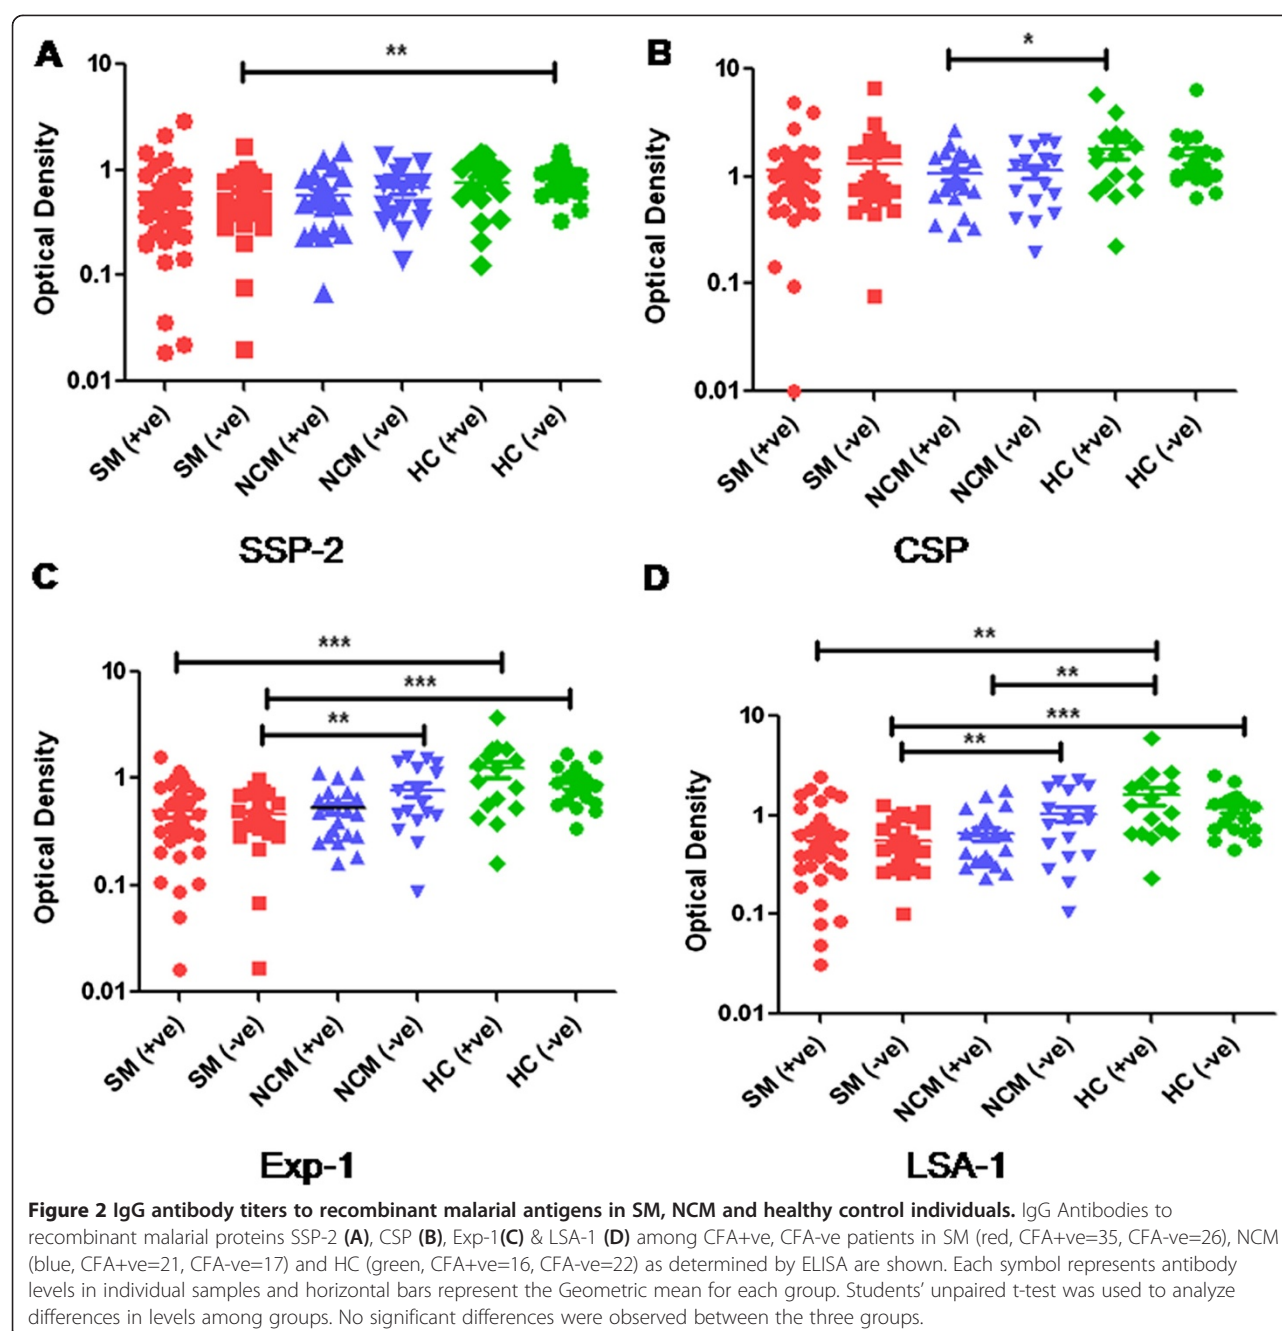 A
**
10
1
0.1
0.01
Optical Density
SM (+ve)
SM (-ve)
NCM (+ve)
NCM (-ve)
HC (+ve)
HC (-ve)
SSP-2
B
*
10
1
0.1
0.01
Optical Density
SM (+ve)
SM (-ve)
NCM (+ve)
NCM (-ve)
HC (+ve)
HC (-ve)
CSP
C
***
***
**
10
1
0.1
0.01
Optical Density
SM (+ve)
SM (-ve)
NCM (+ve)
NCM (-ve)
HC (+ve)
HC (-ve)
Exp-1
D
**
**
***
**
10
1
0.1
0.01
Optical Density
SM (+ve)
SM (-ve)
NCM (+ve)
NCM (-ve)
HC (+ve)
HC (-ve)
LSA-1
Figure 2 IgG antibody titers to recombinant malarial antigens in SM, NCM and healthy control individuals. IgG Antibodies to
recombinant malarial proteins SSP-2 (A), CSP (B), Exp-1(C) & LSA-1 (D) among CFA+ve, CFA-ve patients in SM (red, CFA+ve=35, CFA-ve=26), NCM
(blue, CFA+ve=21, CFA-ve=17) and HC (green, CFA+ve=16, CFA-ve=22) as determined by ELISA are shown. Each symbol represents antibody
levels in individual samples and horizontal bars represent the Geometric mean for each group. Students' unpaired t-test was used to analyze
differences in levels among groups. No significant differences were observed between the three groups.